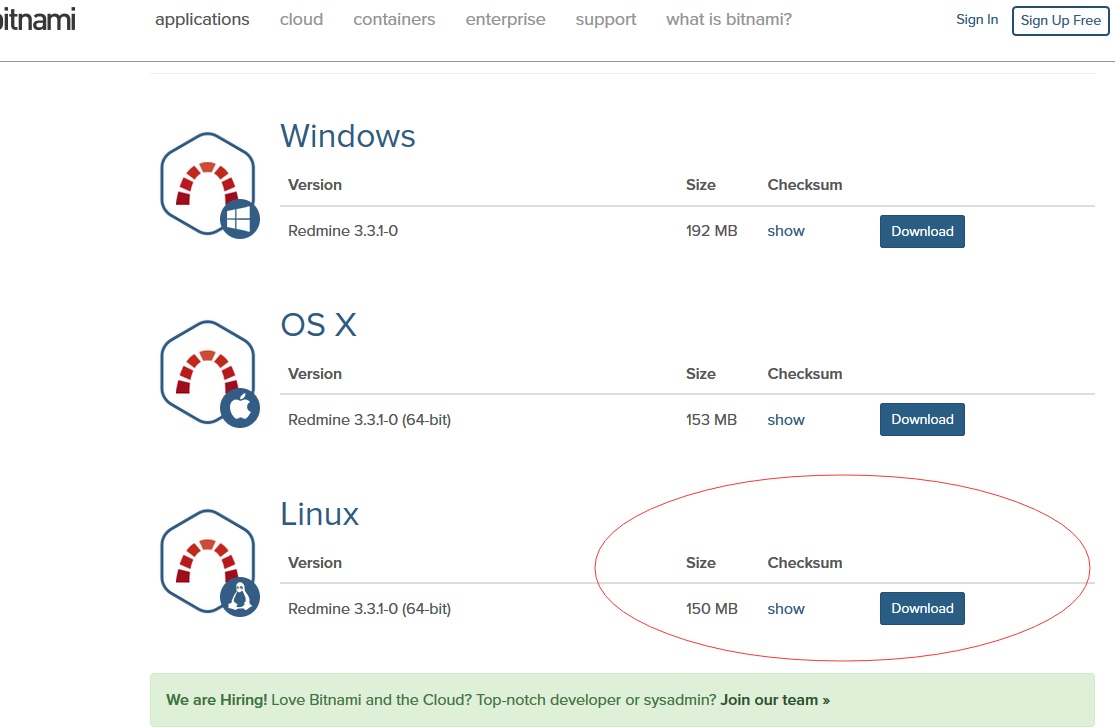 bitnami applications cloud containers enterprise support what is bitnami? Sign In Sign Up Free
Windows
Version Size Checksum
Redmine 3.3.1-0 192 MB show Download
OS X
Version Size Checksum
Redmine 3.3.1-0 (64-bit) 153 MB show Download
Linux
Version Size Checksum
Redmine 3.3.1-0 (64-bit) 150 MB show Download
We are Hiring! Love Bitnami and the Cloud? Top-notch developer or sysadmin? Join our team »